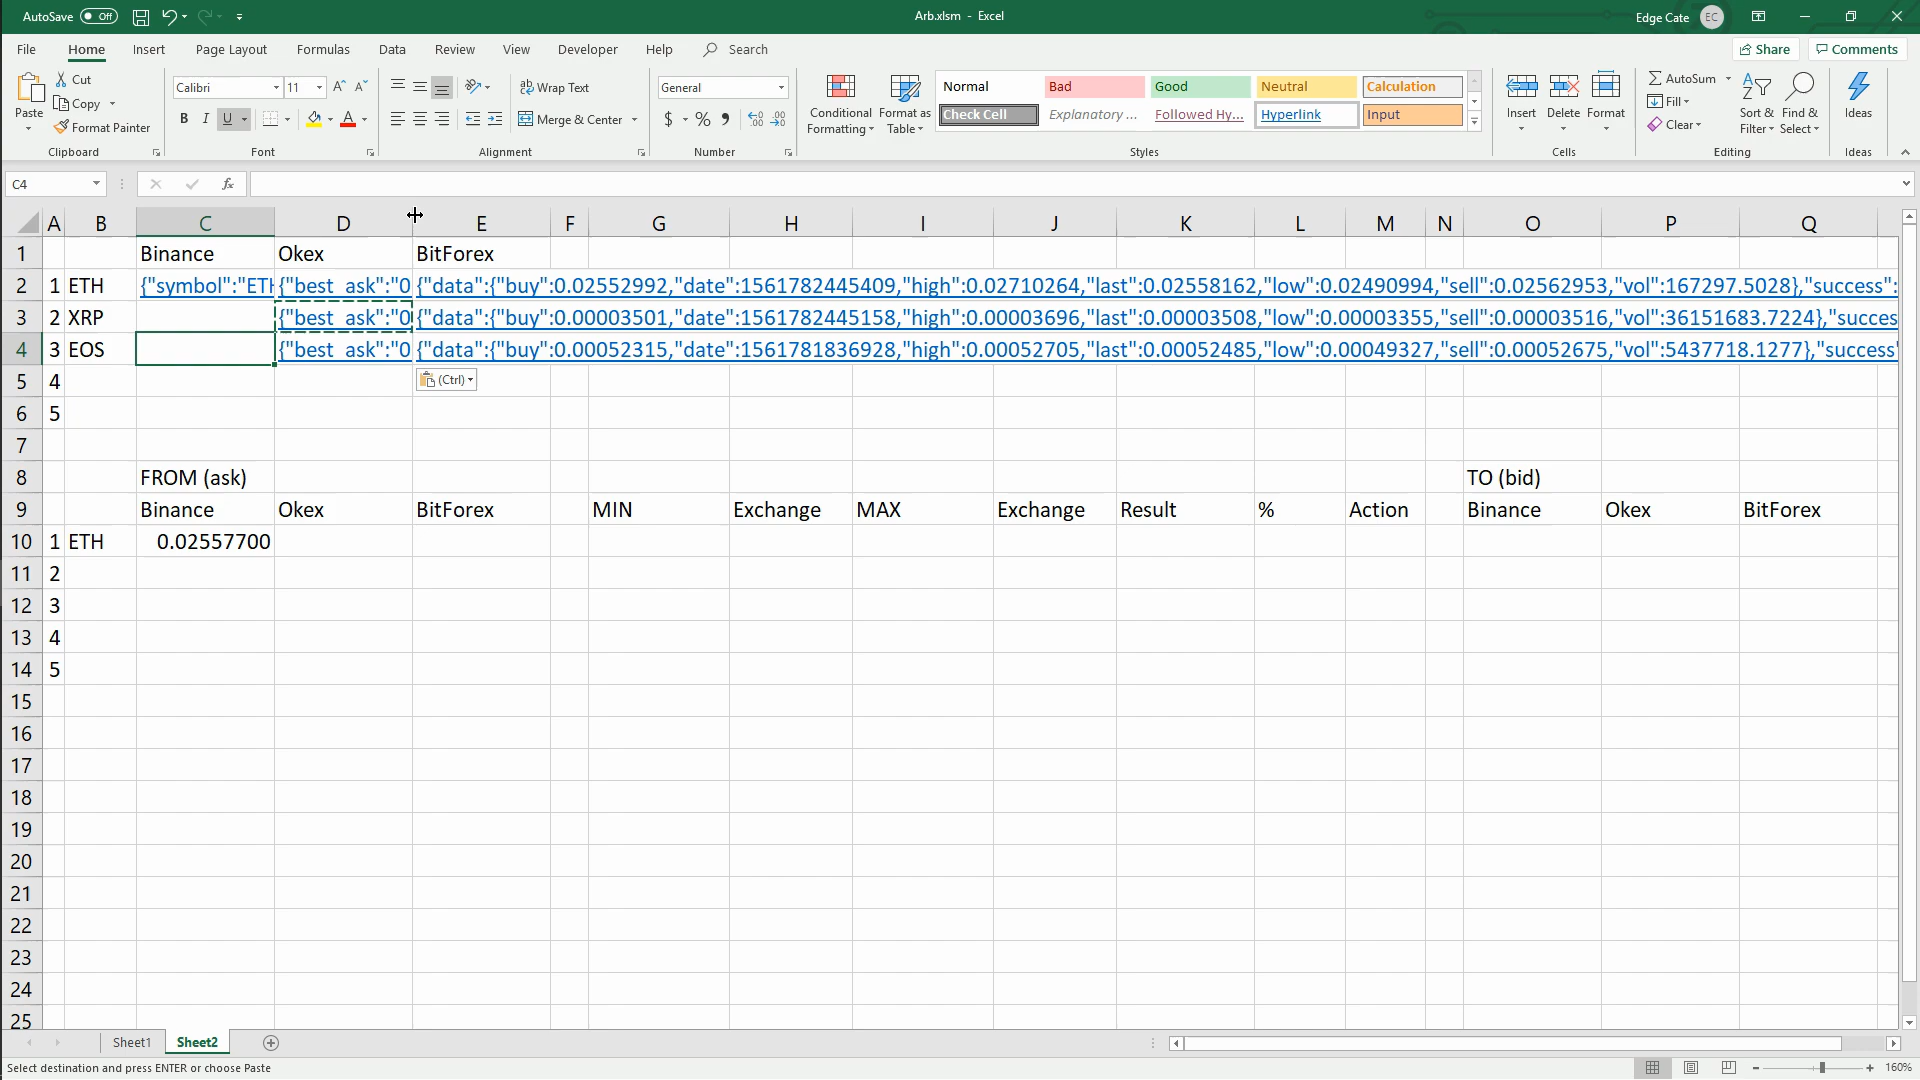 AutoSave Off
Arb.xlsm - Excel
Edge Cate EC
File Home Insert Page Layout Formulas Data Review View Developer Help Search
Share Comments
Paste
Cut
Copy
Format Painter
Clipboard
Calibri 11
B I U
Font
Wrap Text
Merge & Center
Alignment
General
$ % ,
Number
Conditional Formatting
Format as Table
Normal Bad Good Neutral Calculation
Check Cell Explanatory ... Followed Hy... Hyperlink Input
Styles
Insert Delete Format
Cells
AutoSum
Fill
Clear
Sort & Filter
Find & Select
Editing
Ideas
Ideas
C4 fx
A B C D E F G H I J K L M N O P Q
1 Binance Okex BitForex
2 1 ETH {"symbol":"ETH {"best_ask":"0 {"data":{"buy":0.02552992,"date":1561782445409,"high":0.02710264,"last":0.02558162,"low":0.02490994,"sell":0.02562953,"vol":167297.5028},"success":
3 2 XRP {"best_ask":"0 {"data":{"buy":0.00003501,"date":1561782445158,"high":0.00003696,"last":0.00003508,"low":0.00003355,"sell":0.00003516,"vol":36151683.7224},"succes
4 3 EOS {"best_ask":"0 {"data":{"buy":0.00052315,"date":1561781836928,"high":0.00052705,"last":0.00052485,"low":0.00049327,"sell":0.00052675,"vol":5437718.1277},"success"
5 4 (Ctrl)
6 5
7
8 FROM (ask) TO (bid)
9 Binance Okex BitForex MIN Exchange MAX Exchange Result % Action Binance Okex BitForex
10 1 ETH 0.02557700
11 2
12 3
13 4
14 5
15
16
17
18
19
20
21
22
23
24
25
Sheet1 Sheet2
Select destination and press ENTER or choose Paste
160%